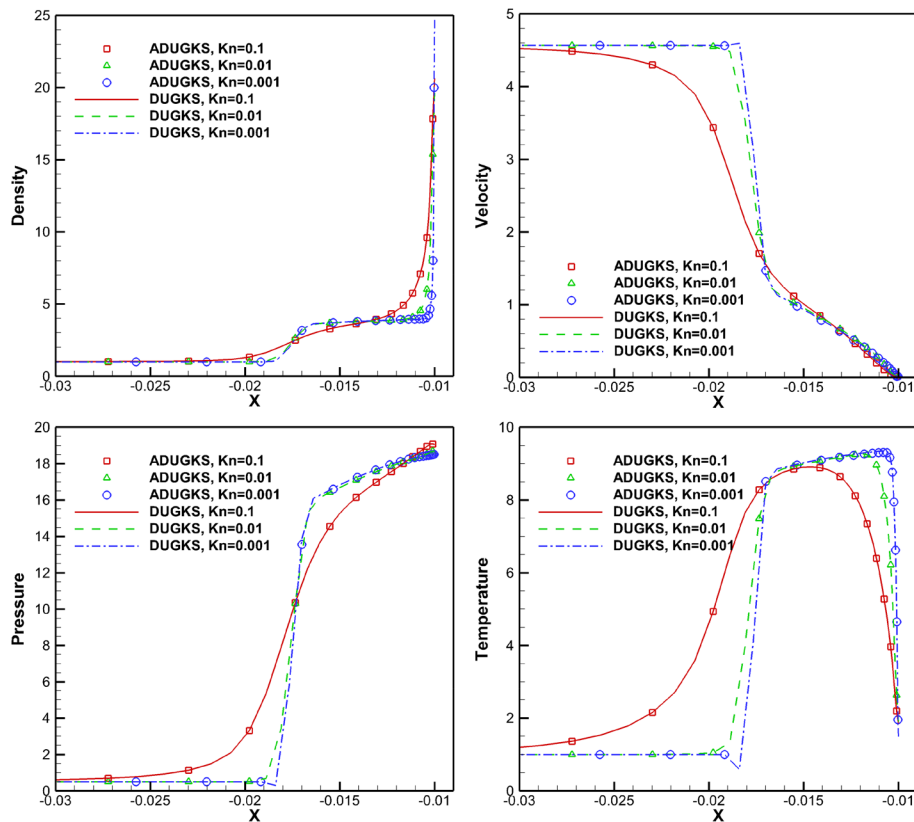 25
20
15
10
5
0
Density
ADUGKS, Kn=0.1
ADUGKS, Kn=0.01
ADUGKS, Kn=0.001
DUGKS, Kn=0.1
DUGKS, Kn=0.01
DUGKS, Kn=0.001
-0.03 -0.025 -0.02 -0.015 -0.01
X
5
4
3
2
1
0
Velocity
ADUGKS, Kn=0.1
ADUGKS, Kn=0.01
ADUGKS, Kn=0.001
DUGKS, Kn=0.1
DUGKS, Kn=0.01
DUGKS, Kn=0.001
-0.03 -0.025 -0.02 -0.015 -0.01
X
20
18
16
14
12
10
8
6
4
2
0
Pressure
ADUGKS, Kn=0.1
ADUGKS, Kn=0.01
ADUGKS, Kn=0.001
DUGKS, Kn=0.1
DUGKS, Kn=0.01
DUGKS, Kn=0.001
-0.03 -0.025 -0.02 -0.015 -0.01
X
10
8
6
4
2
0
Temperature
ADUGKS, Kn=0.1
ADUGKS, Kn=0.01
ADUGKS, Kn=0.001
DUGKS, Kn=0.1
DUGKS, Kn=0.01
DUGKS, Kn=0.001
-0.03 -0.025 -0.02 -0.015 -0.01
X